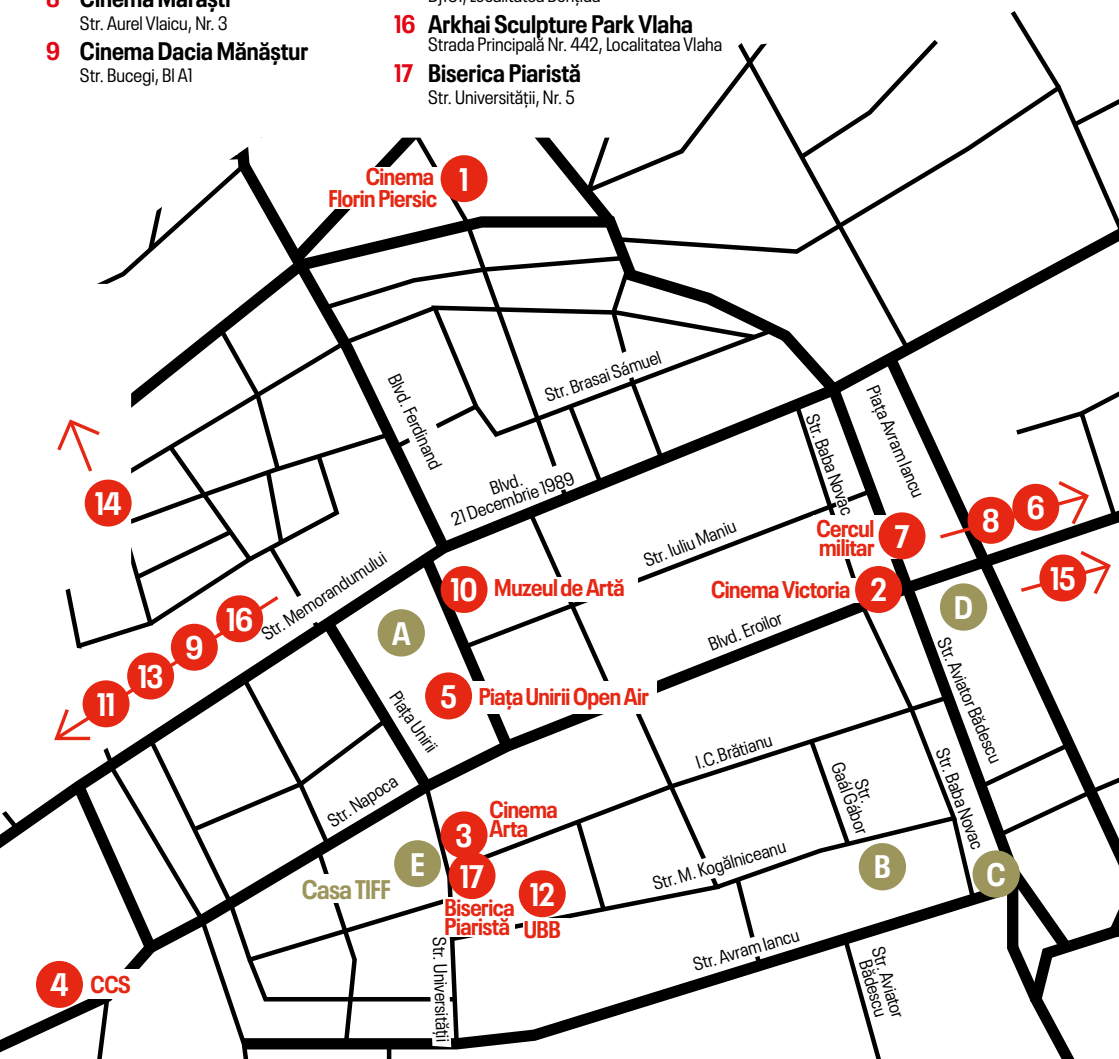 8 Cinema Mărăști
Str. Aurel Vlaicu, Nr. 3
9 Cinema Dacia Mănăștur
Str. Bucegi, Bl A1
16 Arkhai Sculpture Park Vlaha
Strada Principală Nr. 442, Localitatea Vlaha
17 Biserica Piaristă
Str. Universității, Nr. 5
Cinema
Florin Piersic
1
Str. Brasai Sámuel
Blvd. Ferdinand
Piața Avram Iancu
Str. Baba Novac
Blvd.
21 Decembrie 1989
14
Str. Iuliu Maniu
Cercul
militar
7
8
6
15
Str. Memorandumului
10
Muzeul de Artă
Cinema Victoria
2
D
16
9
13
11
A
Blvd. Eroilor
5
Piața Unirii Open Air
Piața Unirii
Str. Aviator Bădescu
I.C.Brătianu
Str.
Gaál Gábor
Str. Baba Novac
Str. Napoca
3
Cinema
Arta
E
17
Casa TIFF
12
Biserica
Piaristă
UBB
Str. M. Kogălniceanu
B
C
Str. Universității
Str. Avram Iancu
Str. Aviator
Bădescu
4
CCS